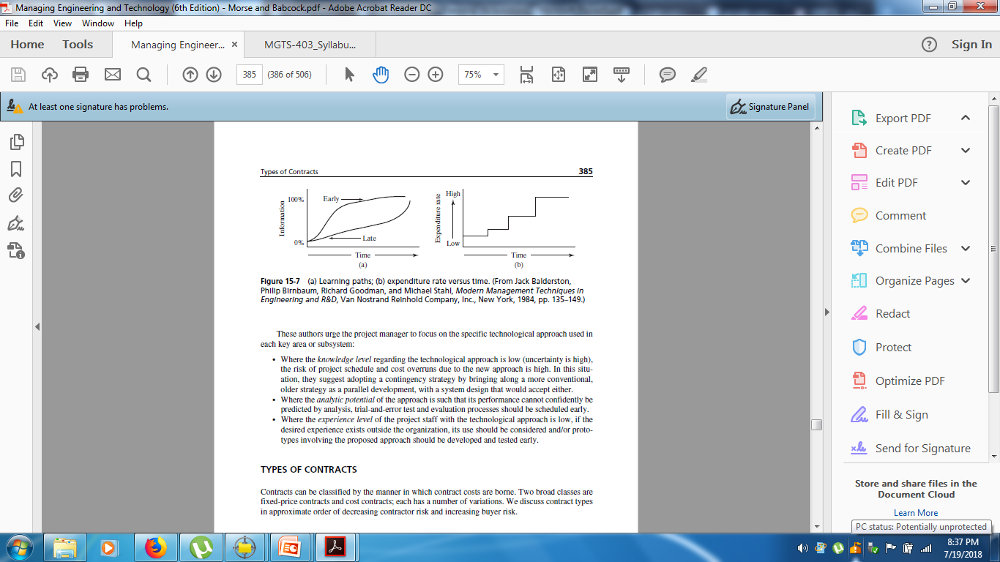 Managing Engineering and Technology (6th Edition) - Morse and Babcock.pdf - Adobe Acrobat Reader DC
File Edit View Window Help
Home Tools Managing Engineer... × MGTS-403_Syllabu... Sign In
385 (386 of 506) 75%
At least one signature has problems. Signature Panel
Types of Contracts 385
100%
Early
Information
0%
Late
Time
(a)
High
Expenditure rate
Low
Time
(b)
Figure 15-7 (a) Learning paths; (b) expenditure rate versus time. (From Jack Balderston,
Philip Birnbaum, Richard Goodman, and Michael Stahl, Modern Management Techniques in
Engineering and R&D, Van Nostrand Reinhold Company, Inc., New York, 1984, pp. 135–149.)
These authors urge the project manager to focus on the specific technological approach used in
each key area or subsystem:
• Where the knowledge level regarding the technological approach is low (uncertainty is high),
the risk of project schedule and cost overruns due to the new approach is high. In this situ-
ation, they suggest adopting a contingency strategy by bringing along a more conventional,
older strategy as a parallel development, with a system design that would accept either.
• Where the analytic potential of the approach is such that its performance cannot confidently be
predicted by analysis, trial-and-error test and evaluation processes should be scheduled early.
• Where the experience level of the project staff with the technological approach is low, if the
desired experience exists outside the organization, its use should be considered and/or proto-
types involving the proposed approach should be developed and tested early.
TYPES OF CONTRACTS
Contracts can be classified by the manner in which contract costs are borne. Two broad classes are
fixed-price contracts and cost contracts; each has a number of variations. We discuss contract types
in approximate order of decreasing contractor risk and increasing buyer risk.
Export PDF
Create PDF
Edit PDF
Comment
Combine Files
Organize Pages
Redact
Protect
Optimize PDF
Fill & Sign
Send for Signature
Store and share files in the
Document Cloud
Learn More
PC status: Potentially unprotected
8:37 PM
7/19/2018